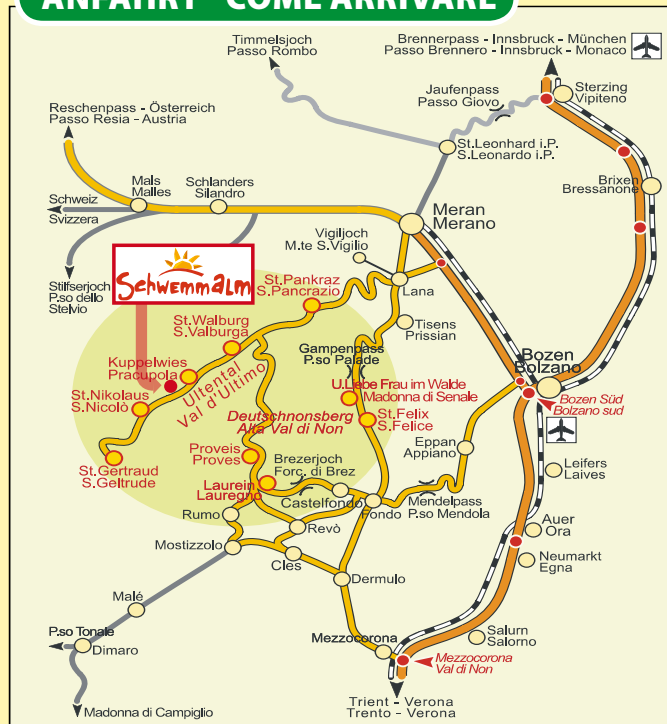 ANFAHRT - COME ARRIVARE
Timmelsjoch
Passo Rombo
Brennerpass - Innsbruck - München
Passo Brennero - Innsbruck - Monaco
Jaufenpass
Passo Giovo
Sterzing
Vipiteno
Reschenpass - Österreich
Passo Resia - Austria
St.Leonhard i.P.
S.Leonardo i.P.
Brixen
Bressanone
Mals
Malles
Schlanders
Silandro
Schweiz
Svizzera
Meran
Merano
Vigiljoch
M.te S.Vigilio
Stilfserjoch
P.so dello
Stelvio
Schwemmalm
St.Pankraz
S.Pancrazio
Lana
St.Walburg
S.Valburga
Tisens
Prissian
Gampenpass
P.so Palade
Kuppelwies
Pracupola
Ultental
Val d'Ultimo
Bozen
Bolzano
U.Liebe Frau im Walde
Madonna di Senale
Bozen Süd
Bolzano sud
St.Nikolaus
S.Nicolò
Deutschnonsberg
Alta Val di Non
St.Felix
S.Felice
Eppan
Appiano
Proveis
Proves
Brezerjoch
Forc. di Brez
St.Gertraud
S.Geltrude
Leifers
Laives
Laurein
Lauregno
Castelfondo
Fondo
Mendelpass
P.so Mendola
Rumo
Revò
Auer
Ora
Mostizzolo
Cles
Neumarkt
Egna
Dermulo
Malé
P.so Tonale
Dimaro
Mezzocorona
Salurn
Salorno
Mezzocorona
Val di Non
Trient - Verona
Trento - Verona
Madonna di Campiglio